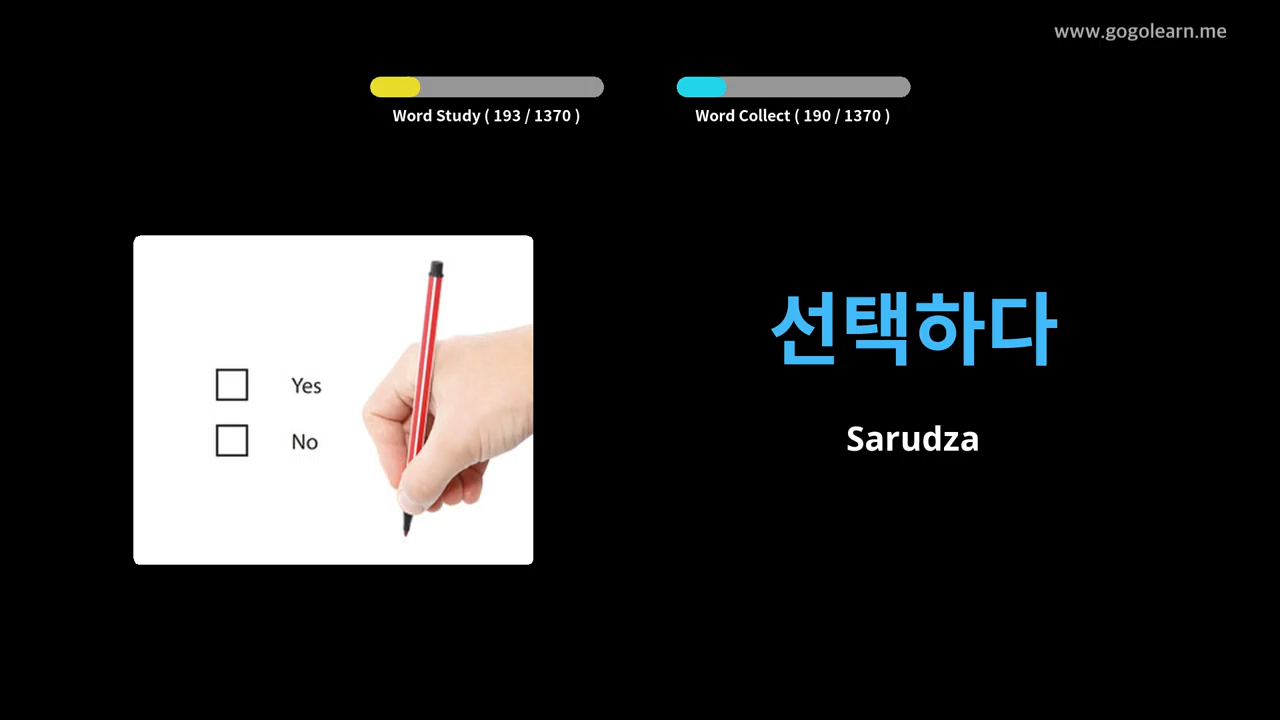 www.gogolearn.me
Word Study ( 193 / 1370 )
Word Collect ( 190 / 1370 )
Yes
No
선택하다
Sarudza